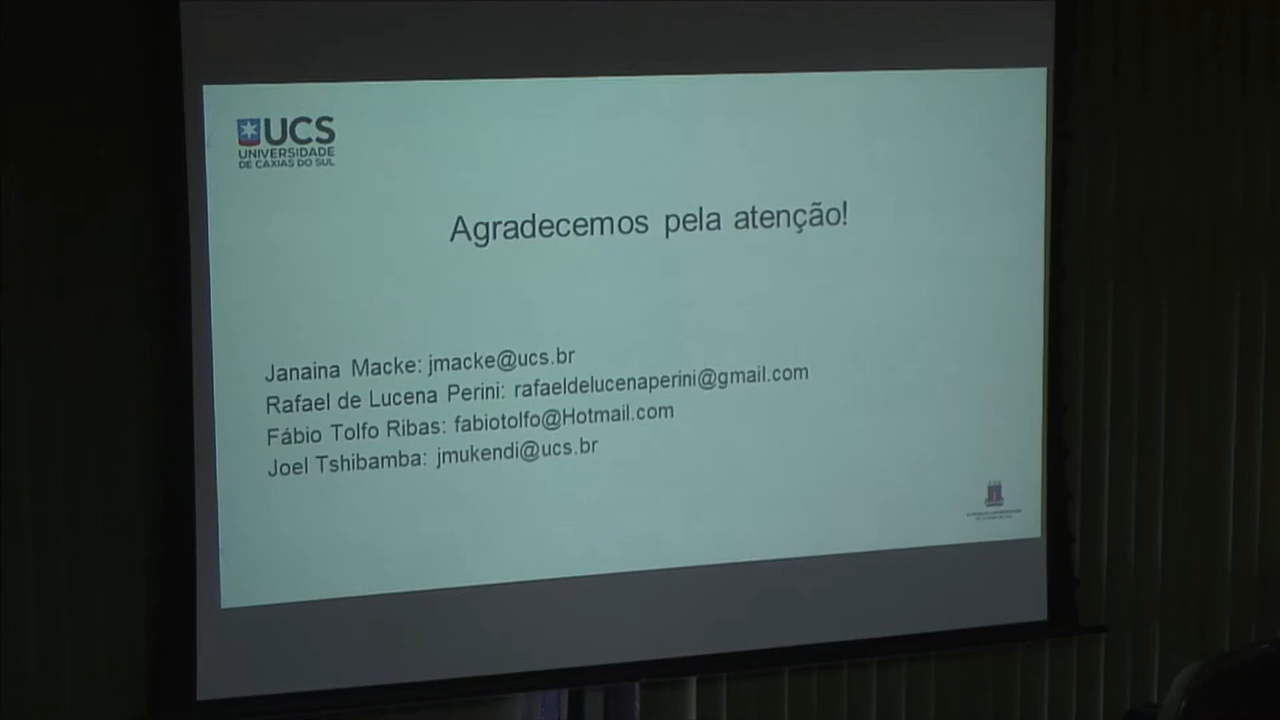 UCS
UNIVERSIDADE
DE CAXIAS DO SUL
Agradecemos pela atenção!
Janaina Macke: jmacke@ucs.br
Rafael de Lucena Perini: rafaeldelucenaperini@gmail.com
Fábio Tolfo Ribas: fabiotolfo@Hotmail.com
Joel Tshibamba: jmukendi@ucs.br